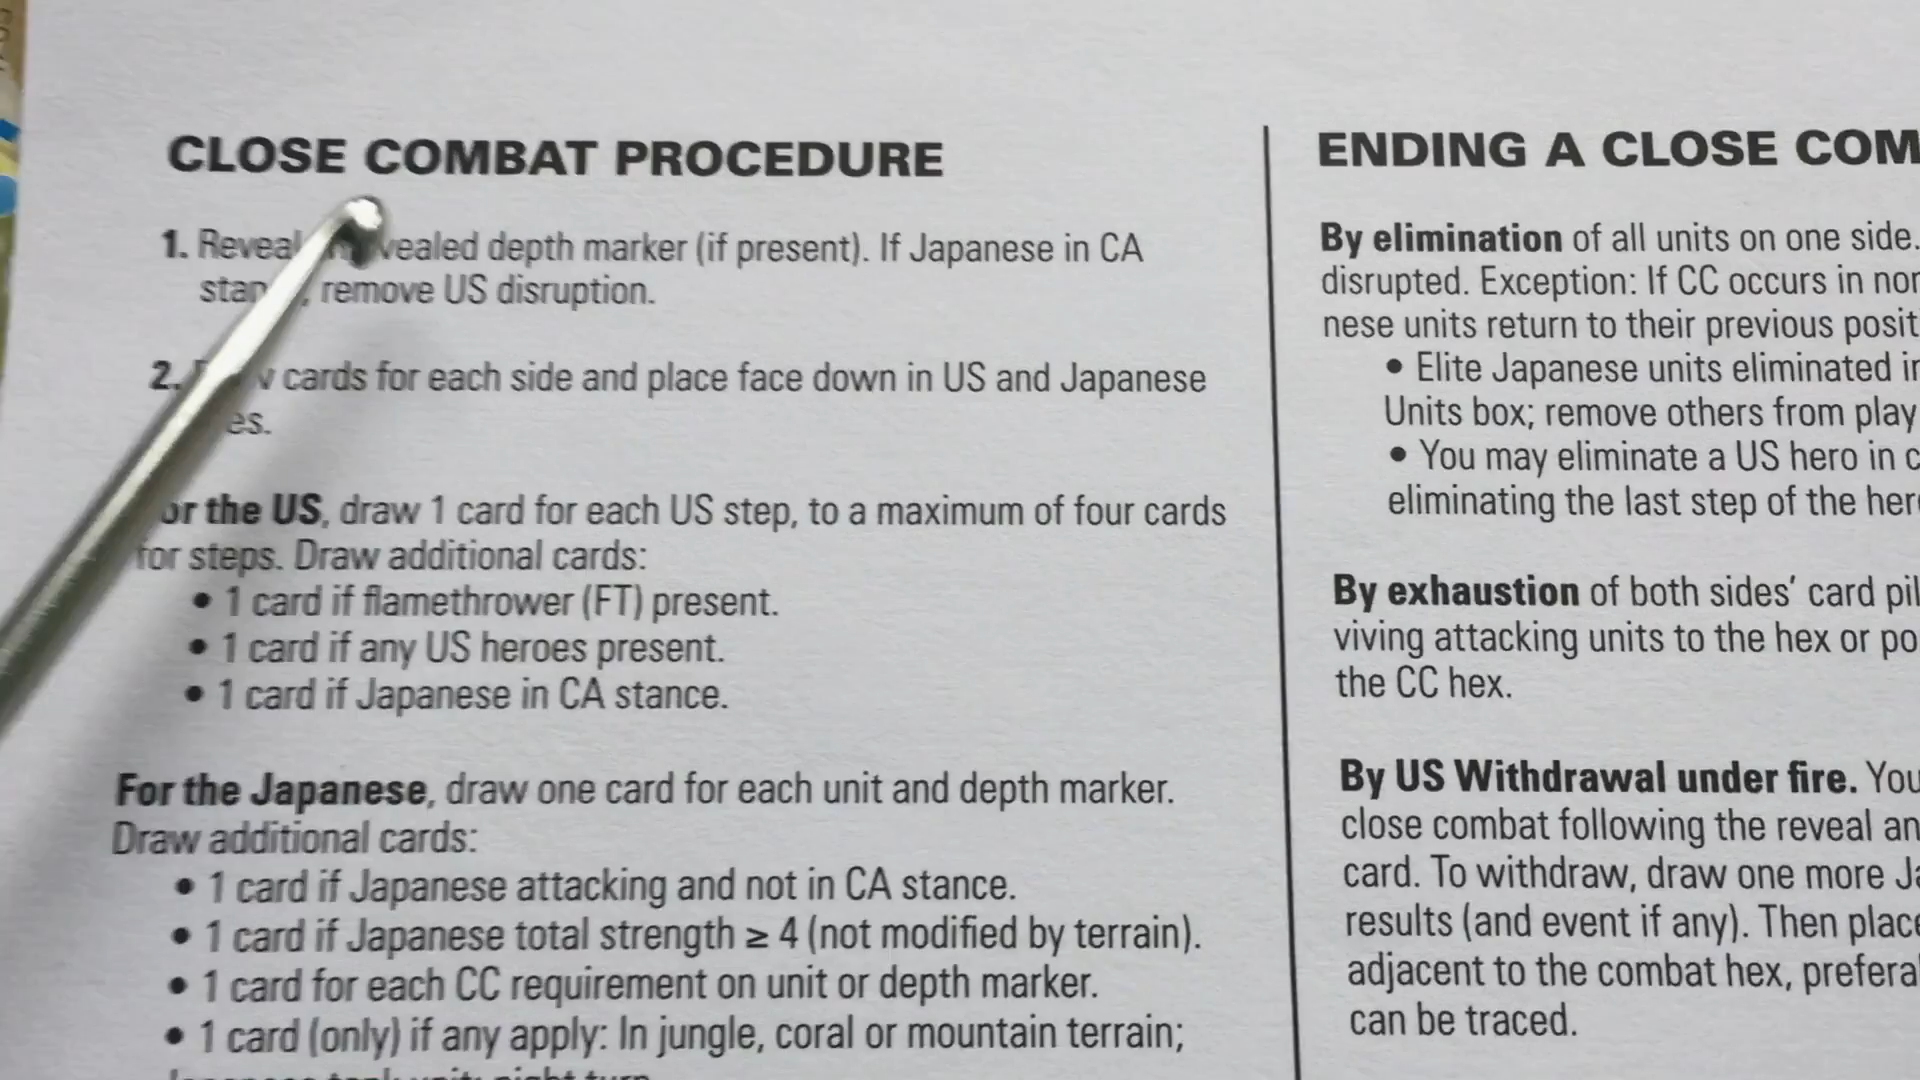 CLOSE COMBAT PROCEDURE
1. Reveal depth marker (if present). If Japanese in CA
remove US disruption.
2. cards for each side and place face down in US and Japanese
the US, draw 1 card for each US step, to a maximum of four cards
for steps. Draw additional cards:
• 1 card if flamethrower (FT) present.
• 1 card if any US heroes present.
• 1 card if Japanese in CA stance.
For the Japanese, draw one card for each unit and depth marker.
Draw additional cards:
• 1 card if Japanese attacking and not in CA stance.
• 1 card if Japanese total strength ≥ 4 (not modified by terrain).
• 1 card for each CC requirement on unit or depth marker.
• 1 card (only) if any apply: In jungle, coral or mountain terrain;
ENDING A CLOSE COM
By elimination of all units on one side.
disrupted. Exception: If CC occurs in
nese units return to their previous posit
• Elite Japanese units eliminated
Units box; remove others from play
• You may eliminate a US hero in
eliminating the last step of the
By exhaustion of both sides' card
viving attacking units to the hex or
the CC hex.
By US Withdrawal under fire. You
close combat following the reveal
card. To withdraw, draw one more
results (and event if any). Then
adjacent to the combat hex,
can be traced.